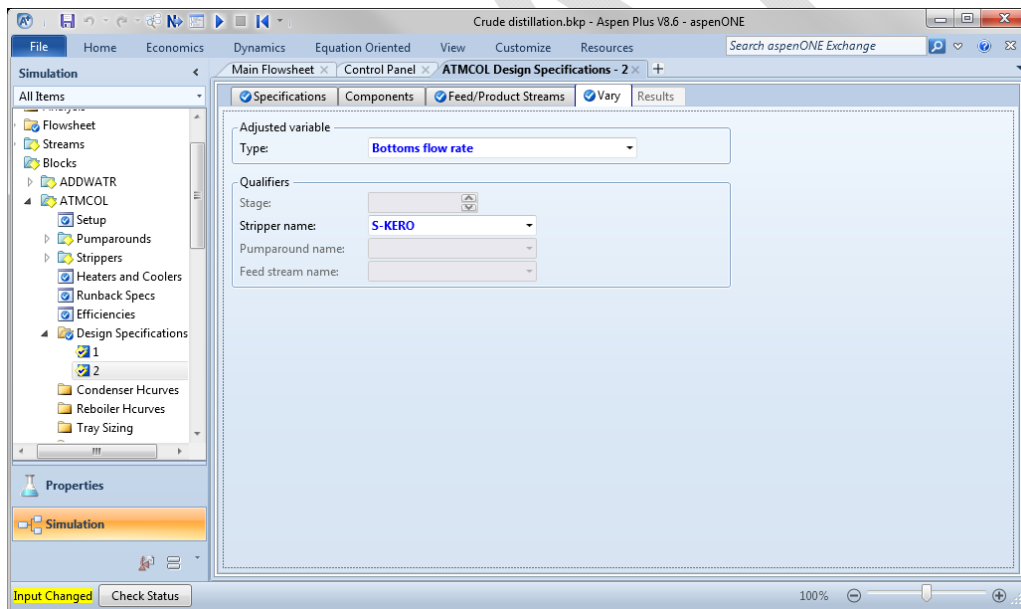 Crude distillation.bkp - Aspen Plus V8.6 - aspenONE
File Home Economics Dynamics Equation Oriented View Customize Resources Search aspenONE Exchange
Simulation
Main Flowsheet Control Panel ATMCOL Design Specifications - 2
All Items
Specifications Components Feed/Product Streams Vary Results
Flowsheet
Streams
Blocks
ADDWATR
ATMCOL
Setup
Pumparounds
Strippers
Heaters and Coolers
Runback Specs
Efficiencies
Design Specifications
1
2
Condenser Hcurves
Reboiler Hcurves
Tray Sizing
Adjusted variable
Type: Bottoms flow rate
Qualifiers
Stage:
Stripper name: S-KERO
Pumparound name:
Feed stream name:
Properties
Simulation
Input Changed Check Status 100%